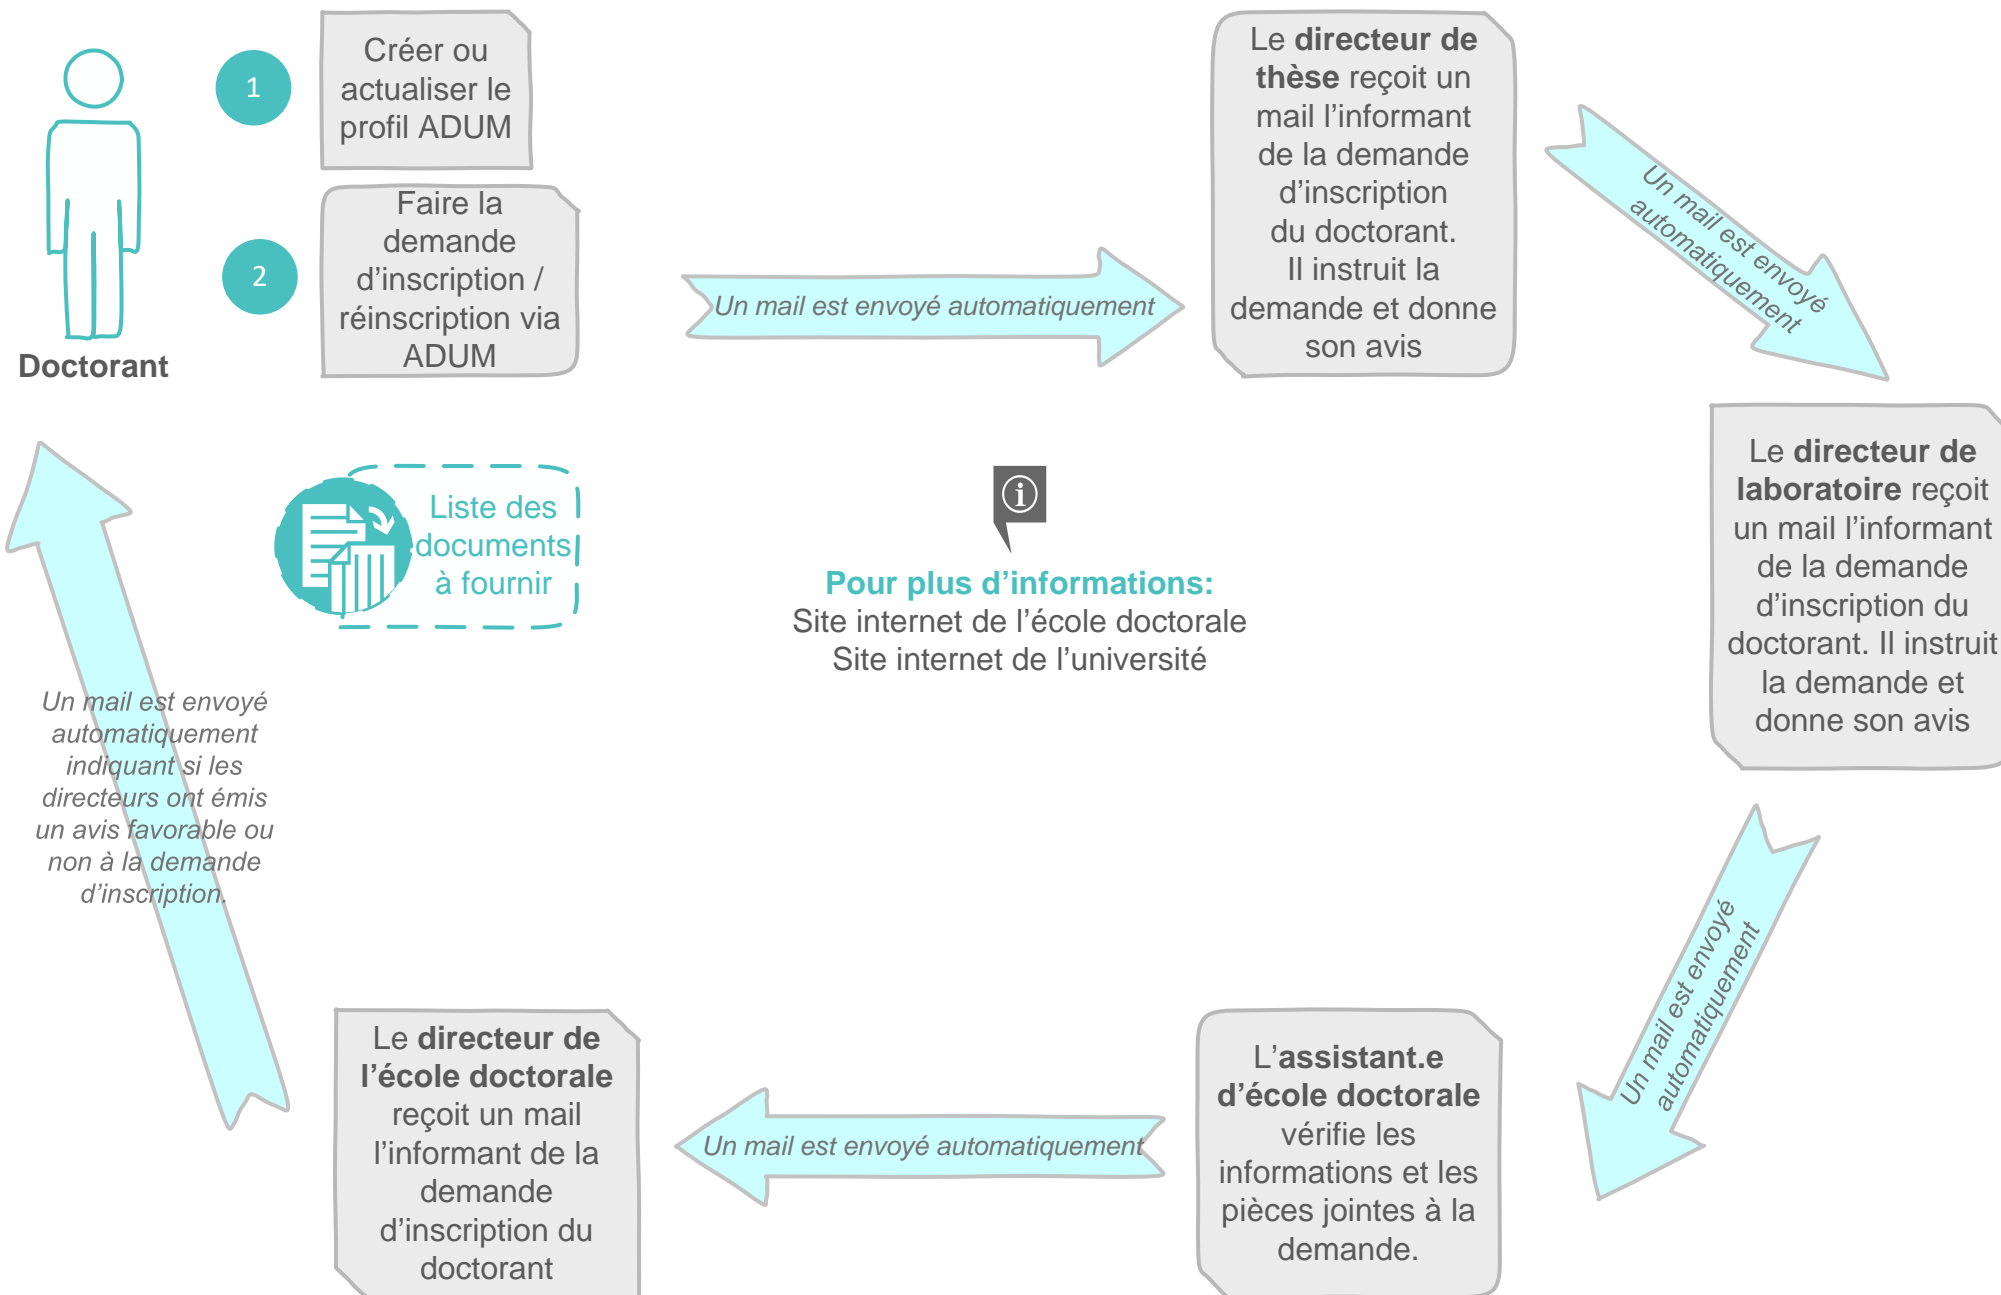 1
Créer ou
actualiser le
profil ADUM
2
Faire la
demande
d’inscription /
réinscription via
ADUM
Doctorant
Un mail est envoyé automatiquement
Le directeur de
thèse reçoit un
mail l’informant
de la demande
d’inscription
du doctorant.
Il instruit la
demande et donne
son avis
Un mail est envoyé
automatiquement
Le directeur de
laboratoire reçoit
un mail l’informant
de la demande
d’inscription du
doctorant. Il instruit
la demande et
donne son avis
Liste des
documents
à fournir
Pour plus d’informations:
Site internet de l’école doctorale
Site internet de l’université
Un mail est envoyé
automatiquement
L’assistant.e
d’école doctorale
vérifie les
informations et les
pièces jointes à la
demande.
Un mail est envoyé automatiquement
Le directeur de
l’école doctorale
reçoit un mail
l’informant de la
demande
d’inscription du
doctorant
Un mail est envoyé
automatiquement
indiquant si les
directeurs ont émis
un avis favorable ou
non à la demande
d’inscription.